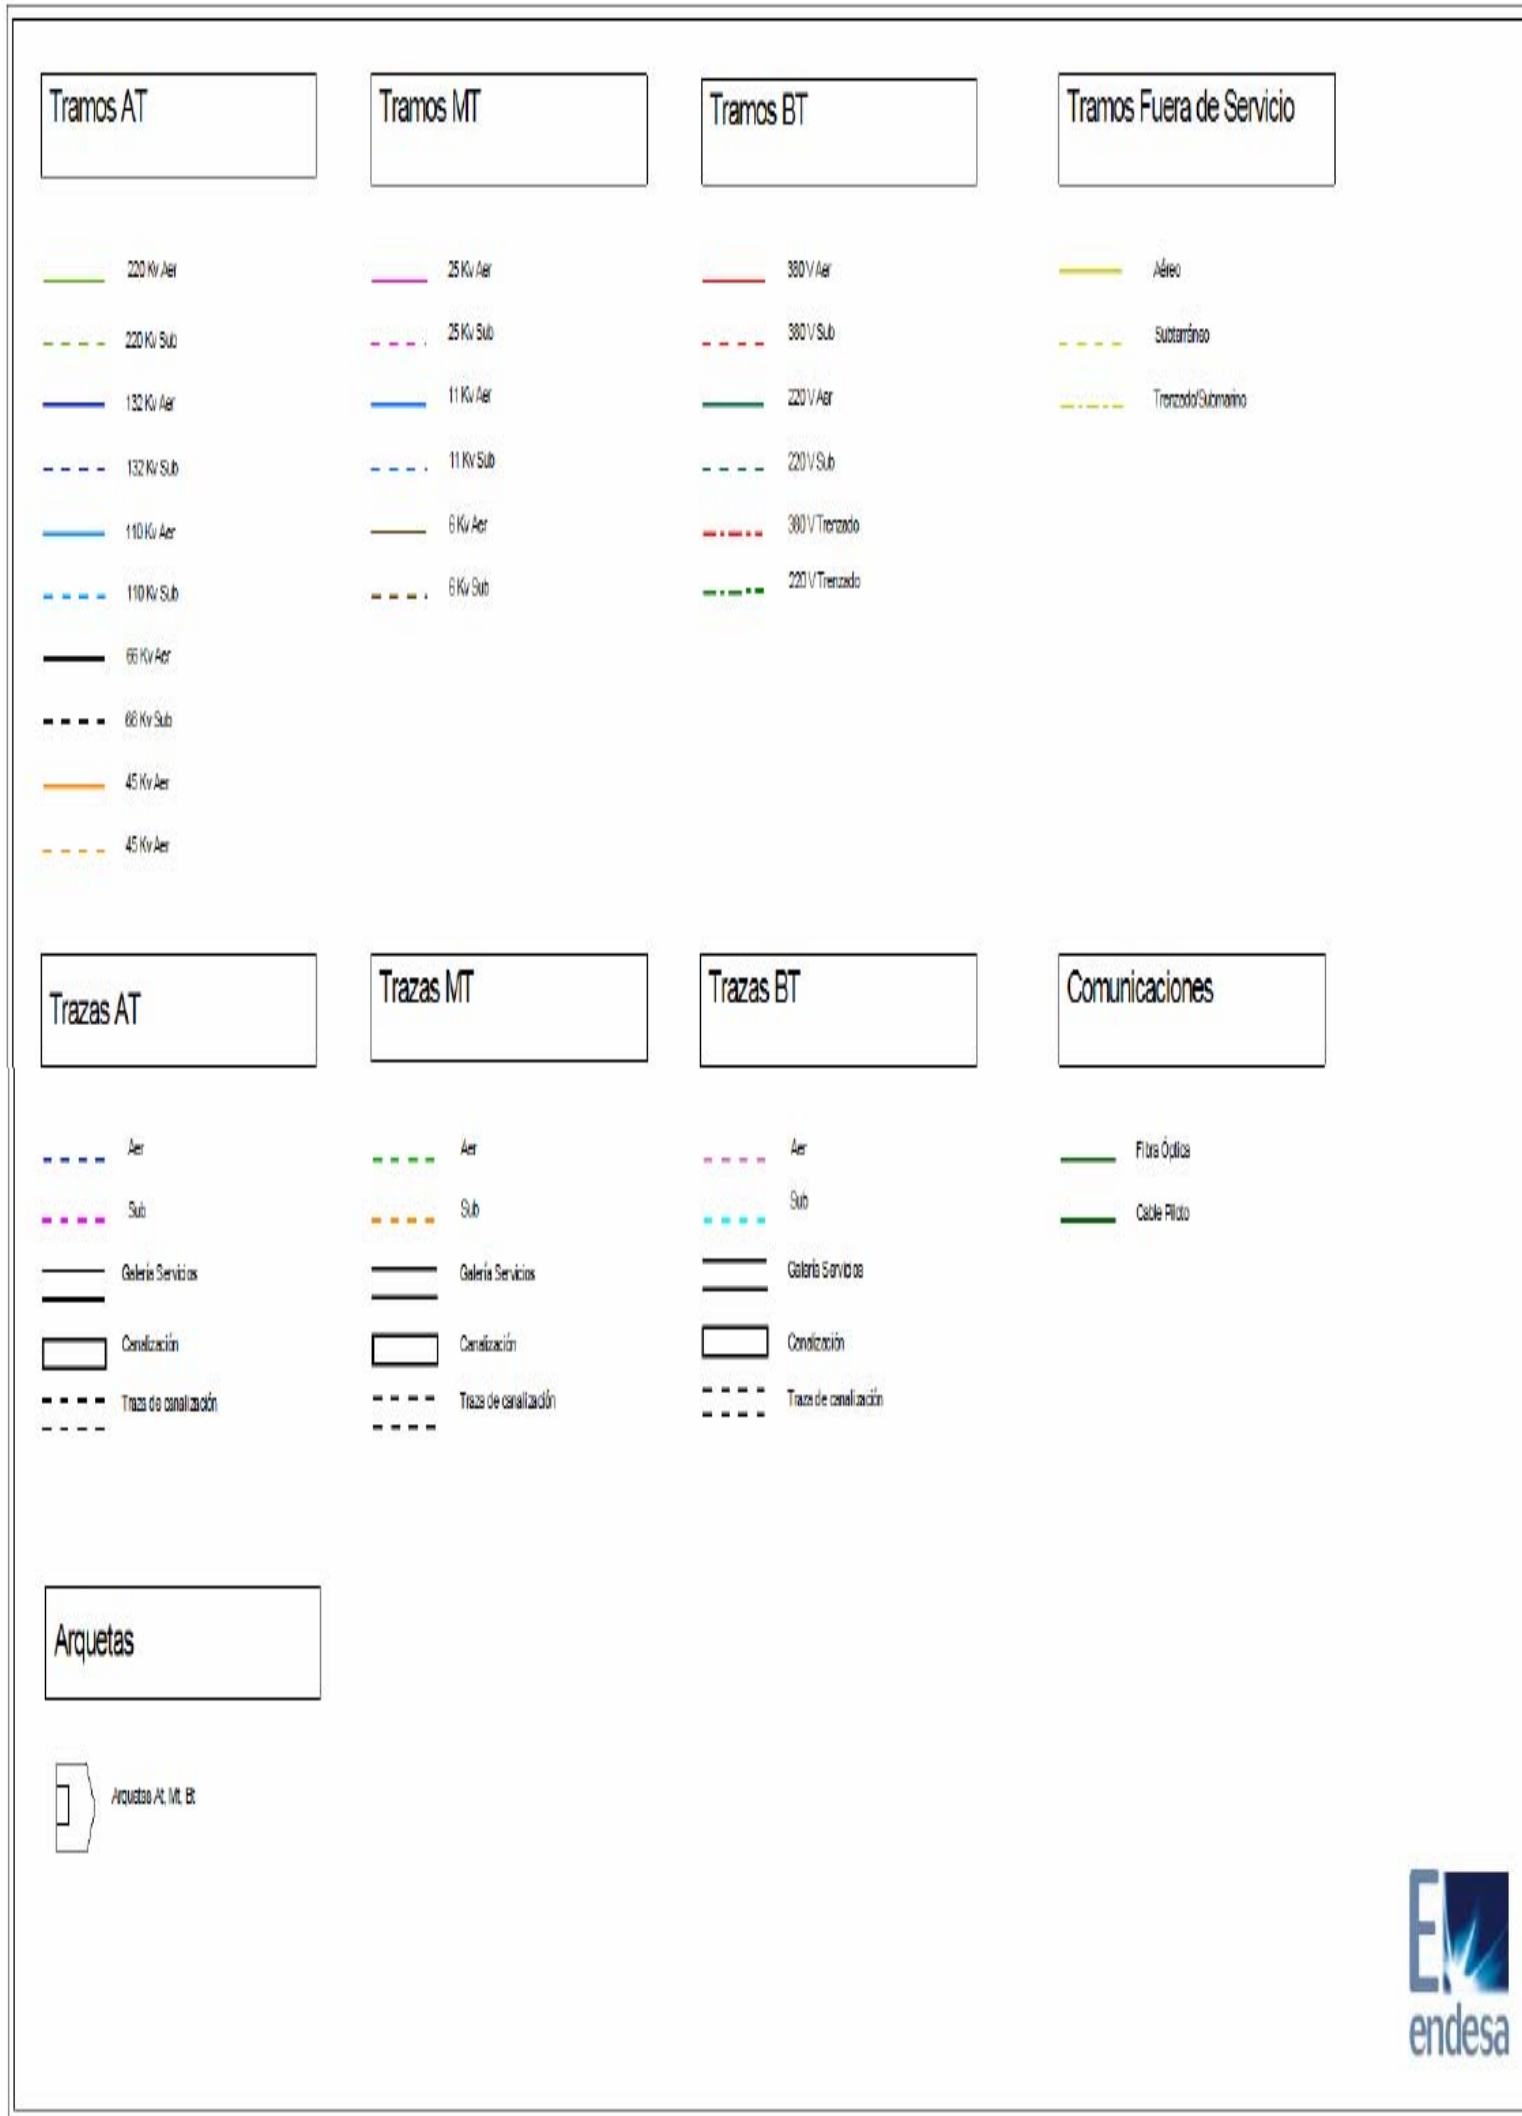 Tramos AT
220 Kv Aer
220 Kv Sub
132 Kv Aer
132 Kv Sub
110 Kv Aer
110 Kv Sub
66 Kv Aer
66 Kv Sub
45 Kv Aer
45 Kv Aer
Tramos MT
25 Kv Aer
25 Kv Sub
11 Kv Aer
11 Kv Sub
6 Kv Aer
6 Kv Sub
Tramos BT
380 V Aer
380 V Sub
220 V Aer
220 V Sub
380 V Trenzado
220 V Trenzado
Tramos Fuera de Servicio
Aéreo
Subterráneo
Trenzado/Submarino
Trazas AT
Aer
Sub
Galería Servicios
Canalización
Traza de canalización
Trazas MT
Aer
Sub
Galería Servicios
Canalización
Traza de canalización
Trazas BT
Aer
Sub
Galería Servicios
Canalización
Traza de canalización
Comunicaciones
Fibra Óptica
Cable Piloto
Arquetas
Arquetas At, Mt, Bt
E
endesa